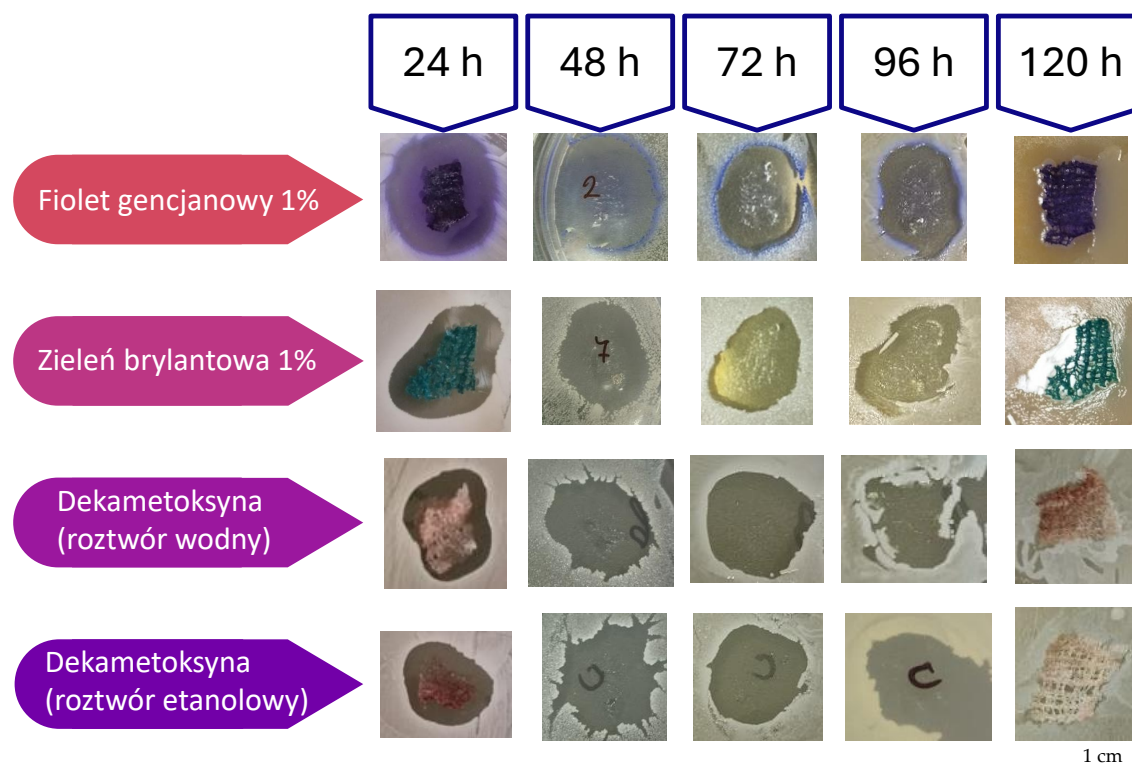 24 h
48 h
72 h
96 h
120 h
Fiolet gencjanowy 1%
2
Zieleń brylantowa 1%
7
Dekametoksyna
(roztwór wodny)
Dekametoksyna
(roztwór etanolowy)
C
1 cm